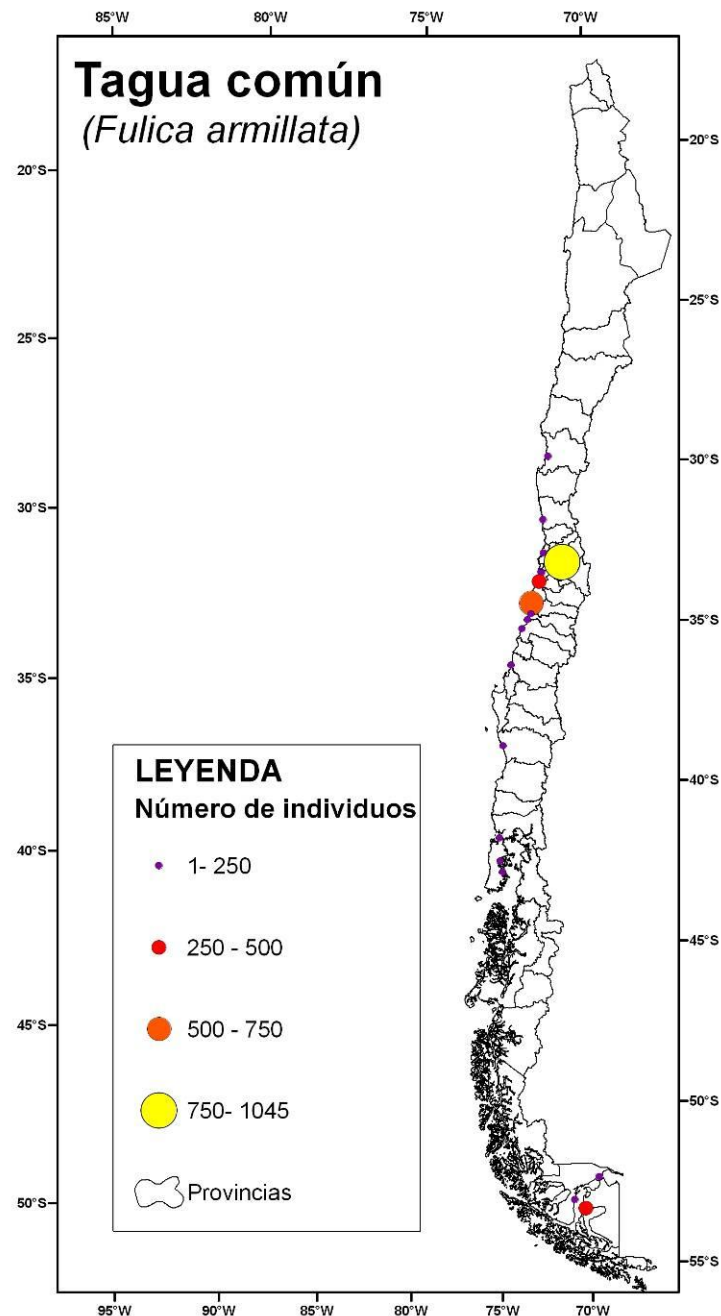 85°W 80°W 75°W 70°W
Tagua común
(Fulica armillata)
20°S
20°S
25°S
25°S
30°S
30°S
35°S
35°S
40°S
LEYENDA
Número de individuos
1- 250
40°S
45°S
250 - 500
45°S
500 - 750
50°S
750- 1045
Provincias
50°S
55°S
95°W 90°W 85°W 80°W 75°W 70°W